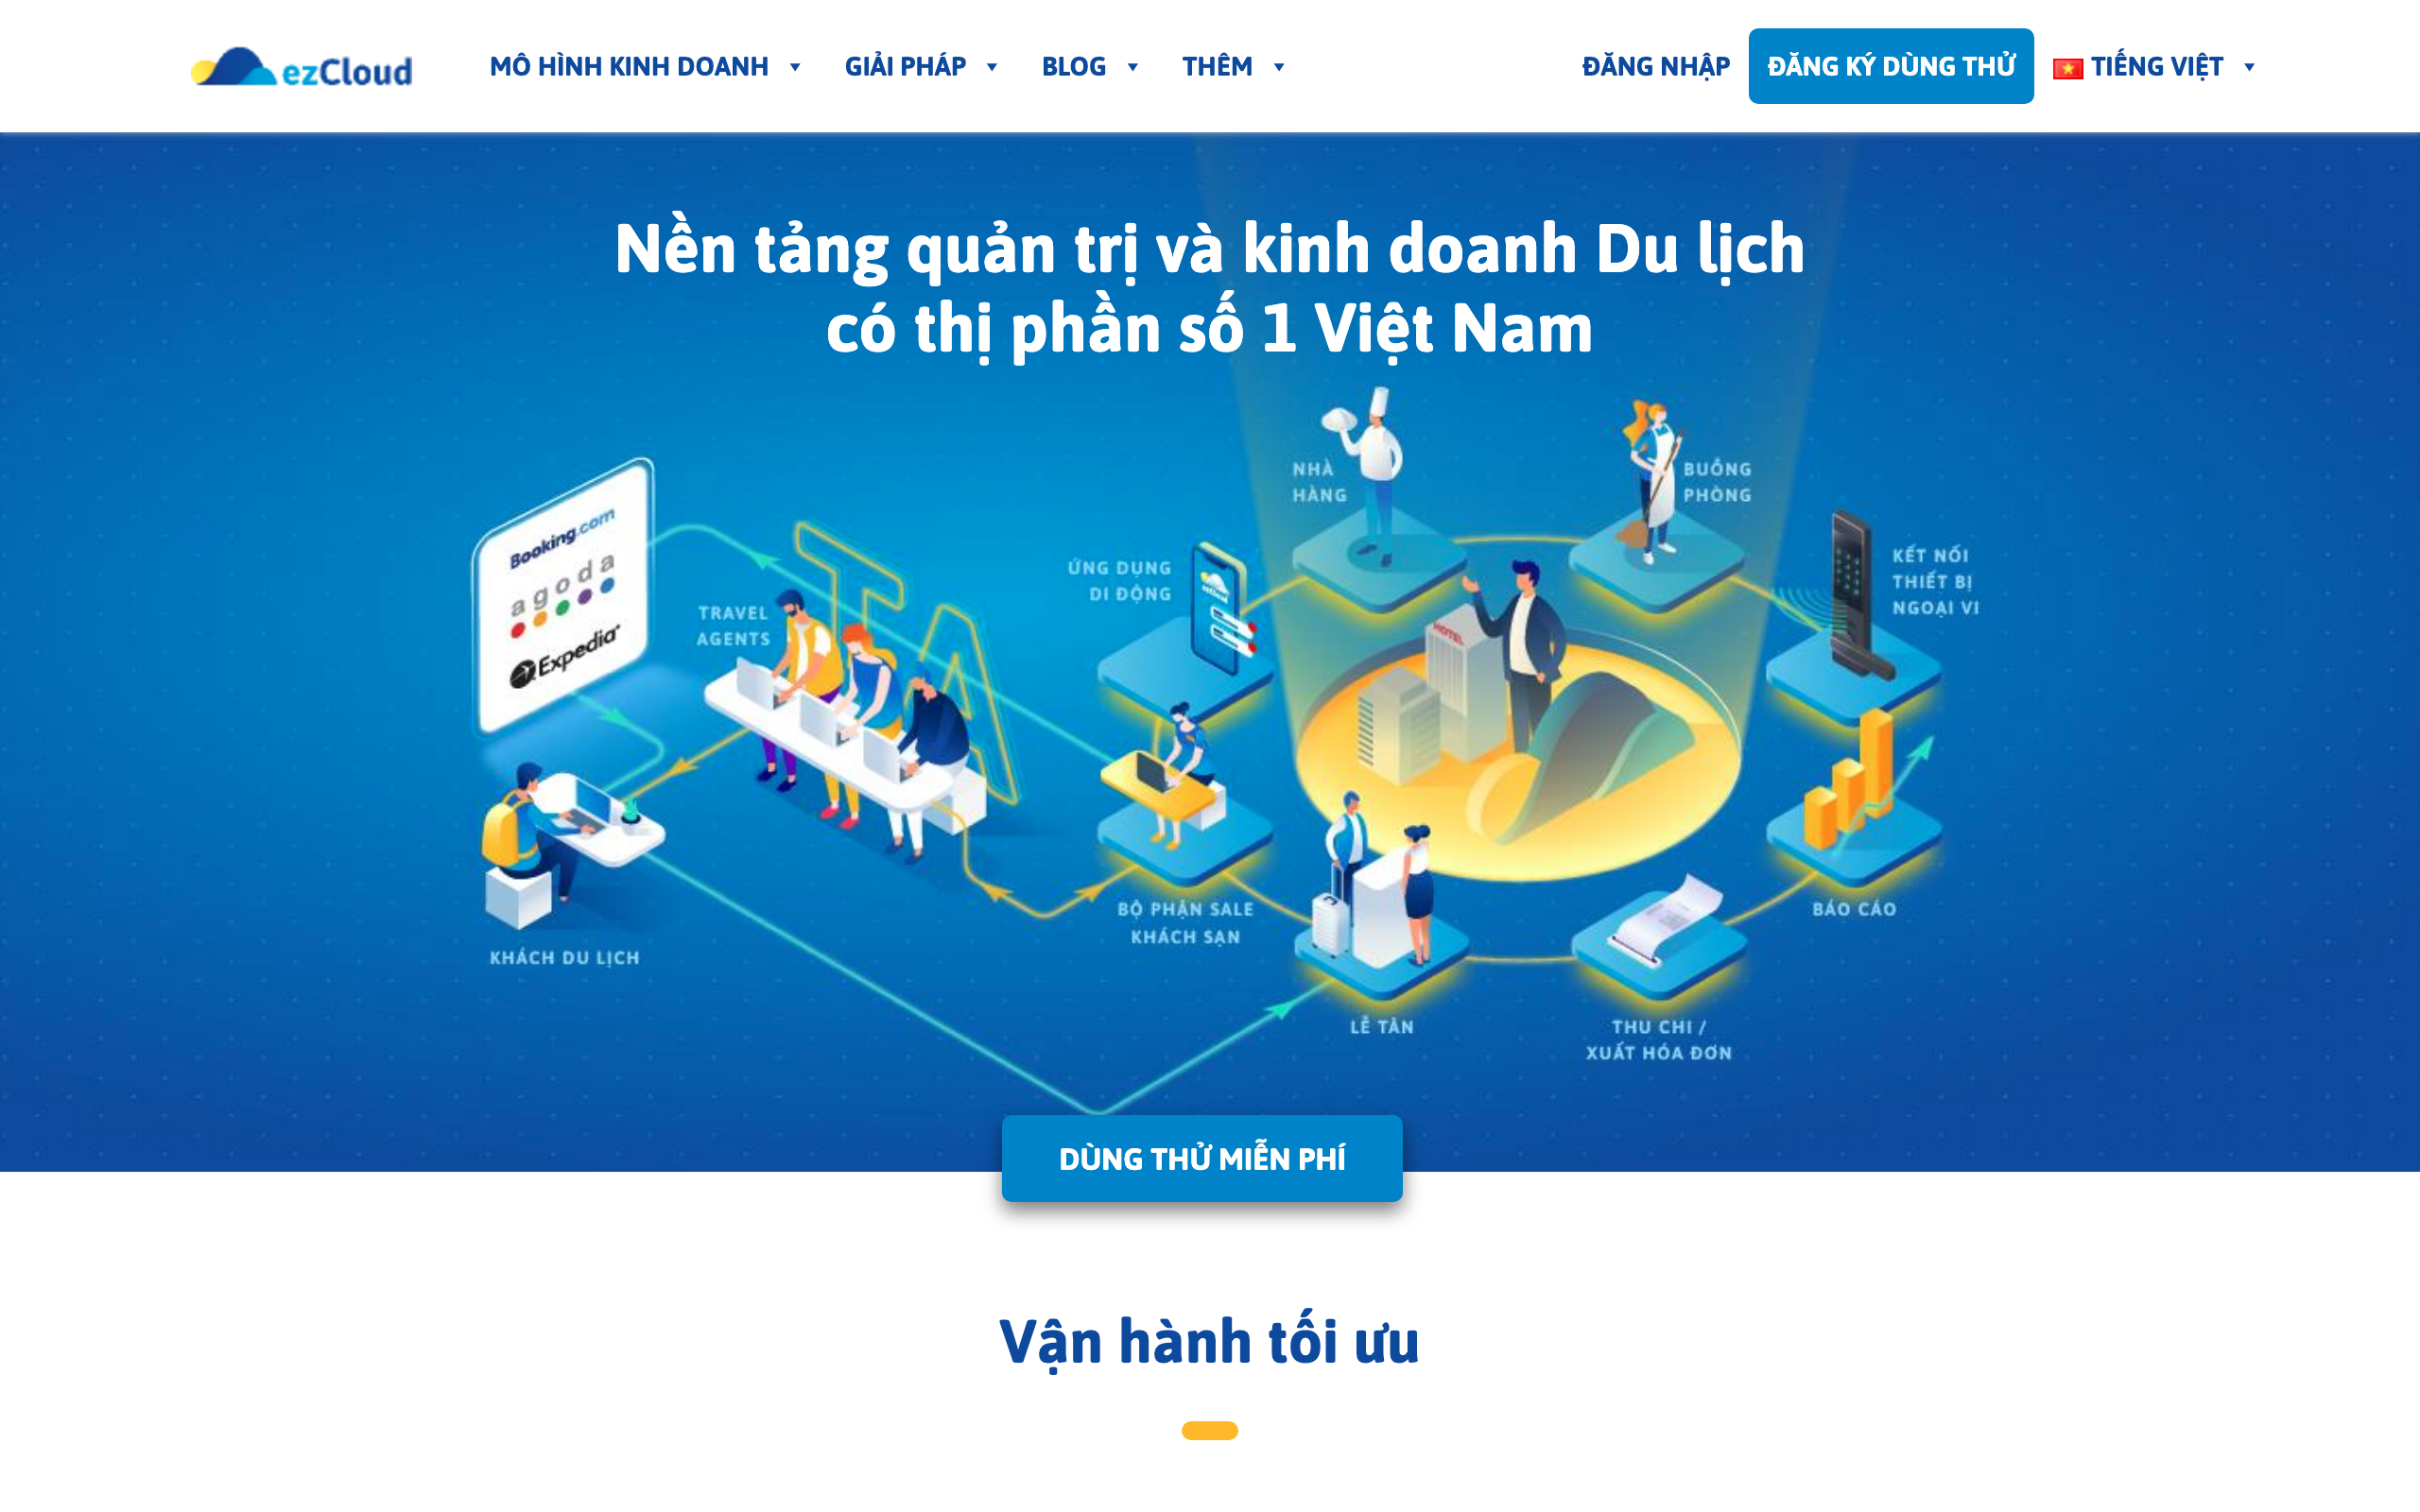 ezCloud
MÔ HÌNH KINH DOANH
GIẢI PHÁP
BLOG
THÊM
ĐĂNG NHẬP
ĐĂNG KÝ DÙNG THỬ
TIẾNG VIỆT
Nền tảng quản trị và kinh doanh Du lịch
có thị phần số 1 Việt Nam
Booking.com
agoda
Expedia
TRAVEL
AGENTS
TA
ỨNG DỤNG
DI ĐỘNG
ezCloud
NHÀ
HÀNG
BUỒNG
PHÒNG
KẾT NỐI
THIẾT BỊ
NGOẠI VI
HOTEL
BỘ PHẬN SALE
KHÁCH SẠN
BÁO CÁO
KHÁCH DU LỊCH
LỄ TÂN
THU CHI /
XUẤT HÓA ĐƠN
DÙNG THỬ MIỄN PHÍ
Vận hành tối ưu